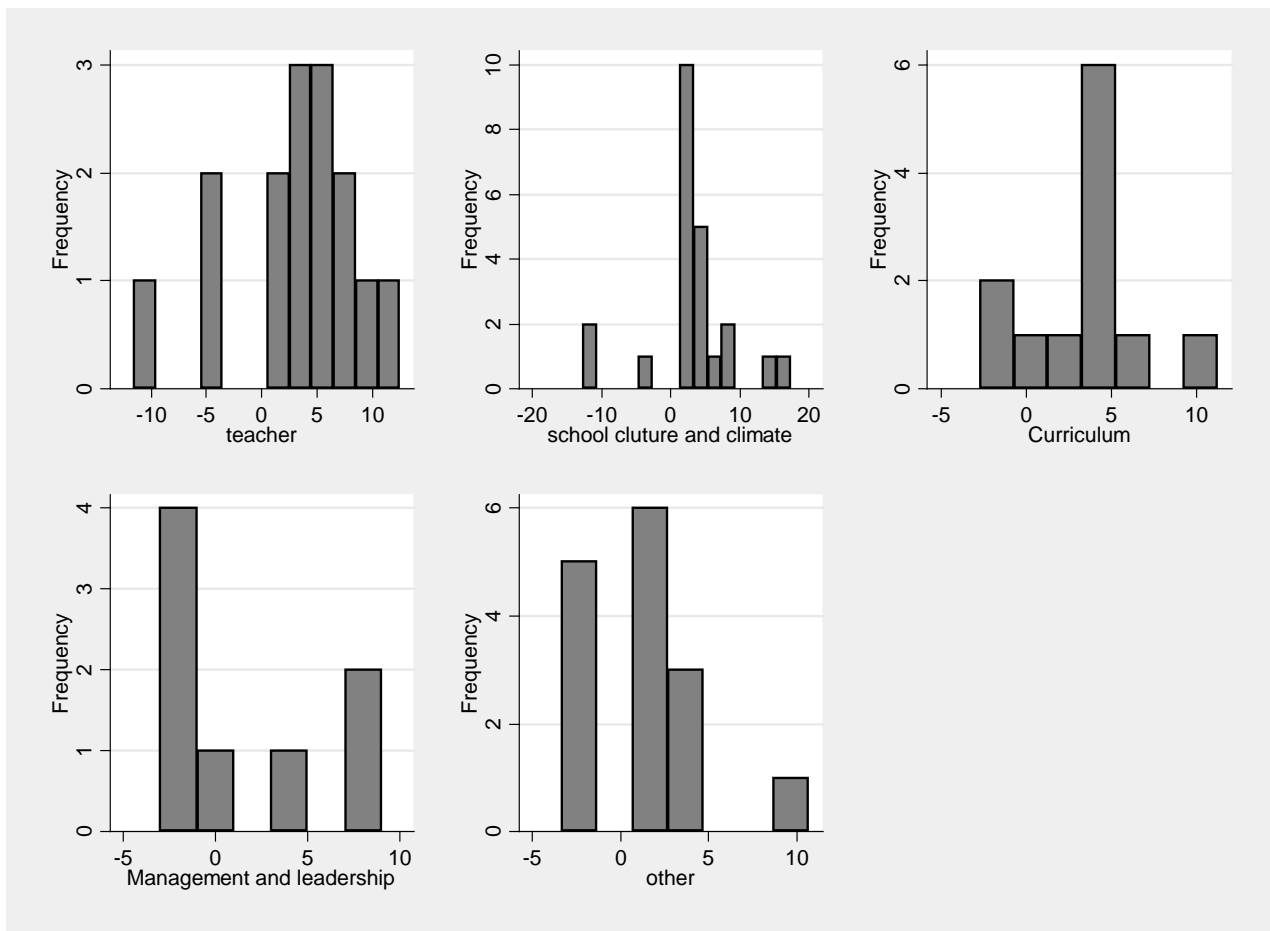 Frequency
0 1 2 3
-10 -5 0 5 10
teacher
Frequency
0 2 4 6 8 10
-20 -10 0 10 20
school cluture and climate
Frequency
0 2 4 6
-5 0 5 10
Curriculum
Frequency
0 1 2 3 4
-5 0 5 10
Management and leadership
Frequency
0 2 4 6
-5 0 5 10
other